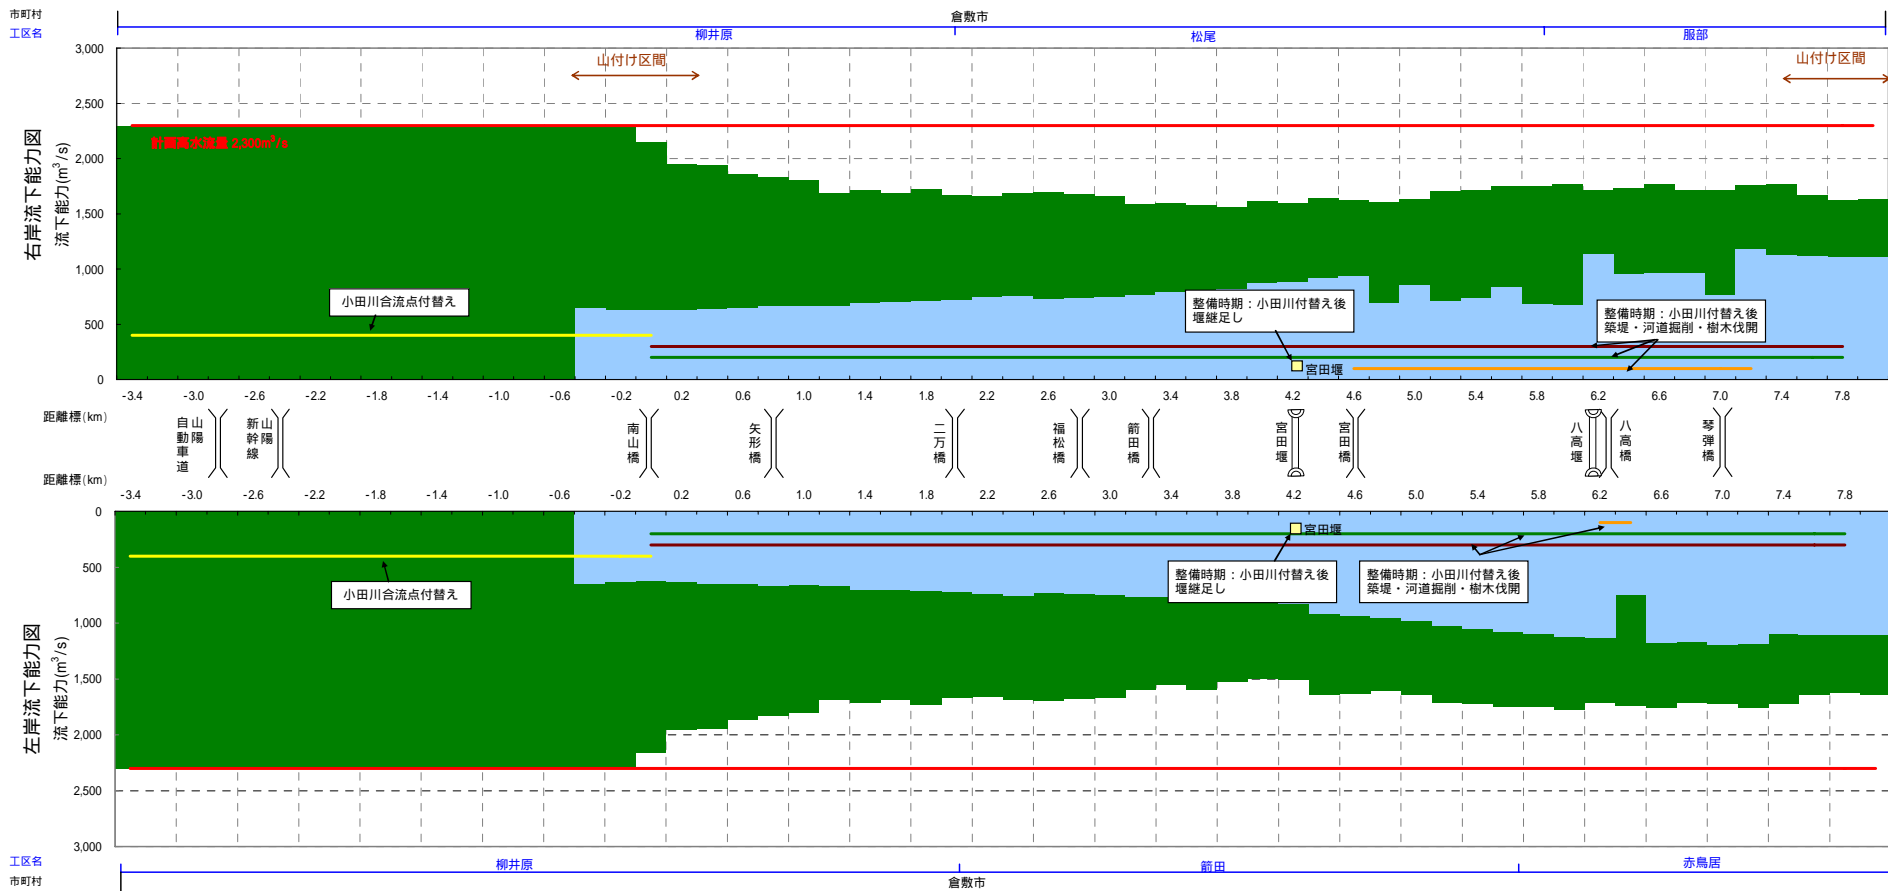 市町村
倉敷市
工区名
柳井原
松尾
服部
山付け区間
山付け区間
右岸流下能力図
流下能力(m³/s)
3,000
2,500
2,000
1,500
1,000
500
0
計画高水流量 2,300m³/s
小田川合流点付替え
整備時期：小田川付替え後
堰継足し
整備時期：小田川付替え後
築堤・河道掘削・樹木伐開
宮田堰
-3.4 -3.0 -2.6 -2.2 -1.8 -1.4 -1.0 -0.6 -0.2 0.2 0.6 1.0 1.4 1.8 2.2 2.6 3.0 3.4 3.8 4.2 4.6 5.0 5.4 5.8 6.2 6.6 7.0 7.4 7.8
距離標(km)
山陽自動車道
山陽新幹線
南山橋
矢形橋
二万橋
福松橋
箭田橋
宮田堰
宮田橋
八高堰
八高橋
琴弾橋
距離標(km)
-3.4 -3.0 -2.6 -2.2 -1.8 -1.4 -1.0 -0.6 -0.2 0.2 0.6 1.0 1.4 1.8 2.2 2.6 3.0 3.4 3.8 4.2 4.6 5.0 5.4 5.8 6.2 6.6 7.0 7.4 7.8
左岸流下能力図
流下能力(m³/s)
0
500
1,000
1,500
2,000
2,500
3,000
宮田堰
小田川合流点付替え
整備時期：小田川付替え後
堰継足し
整備時期：小田川付替え後
築堤・河道掘削・樹木伐開
工区名
柳井原
箭田
赤鳥居
市町村
倉敷市